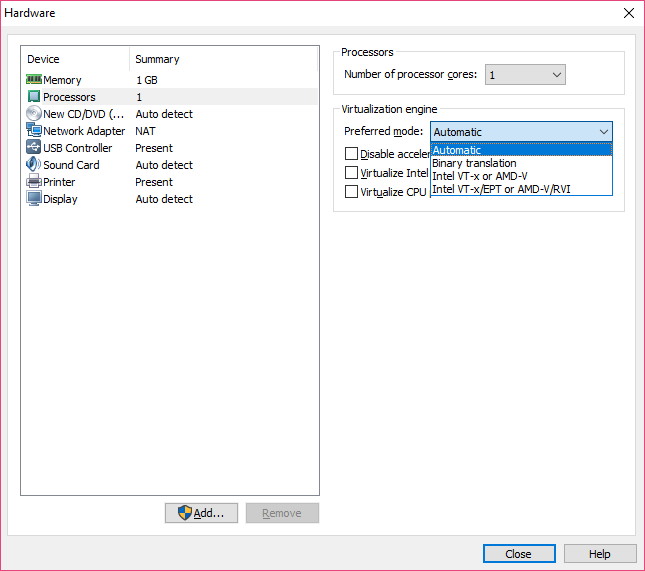 Hardware
Device Summary
Memory 1 GB
Processors 1
New CD/DVD (... Auto detect
Network Adapter NAT
USB Controller Present
Sound Card Auto detect
Printer Present
Display Auto detect
Add...
Remove
Processors
Number of processor cores: 1
Virtualization engine
Preferred mode: Automatic
Automatic
Binary translation
Intel VT-x or AMD-V
Intel VT-x/EPT or AMD-V/RVI
Disable acceler
Virtualize Intel
Virtualize CPU
Close
Help